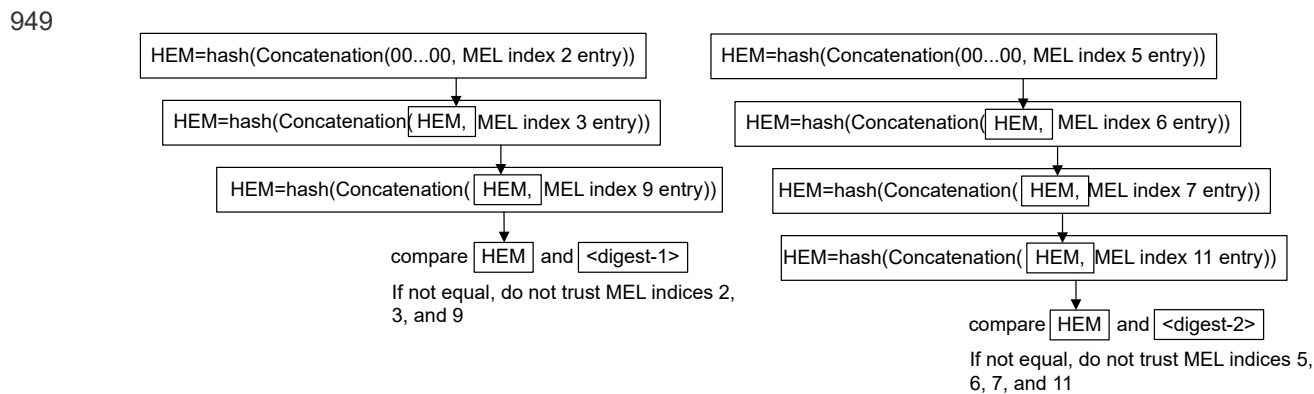 949
HEM=hash(Concatenation(00...00, MEL index 2 entry))
HEM=hash(Concatenation(HEM, MEL index 3 entry))
HEM=hash(Concatenation( HEM, MEL index 9 entry))
compare HEM and <digest-1>
If not equal, do not trust MEL indices 2,
3, and 9
HEM=hash(Concatenation(00...00, MEL index 5 entry))
HEM=hash(Concatenation( HEM, MEL index 6 entry))
HEM=hash(Concatenation( HEM, MEL index 7 entry))
HEM=hash(Concatenation( HEM, MEL index 11 entry))
compare HEM and <digest-2>
If not equal, do not trust MEL indices 5,
6, 7, and 11